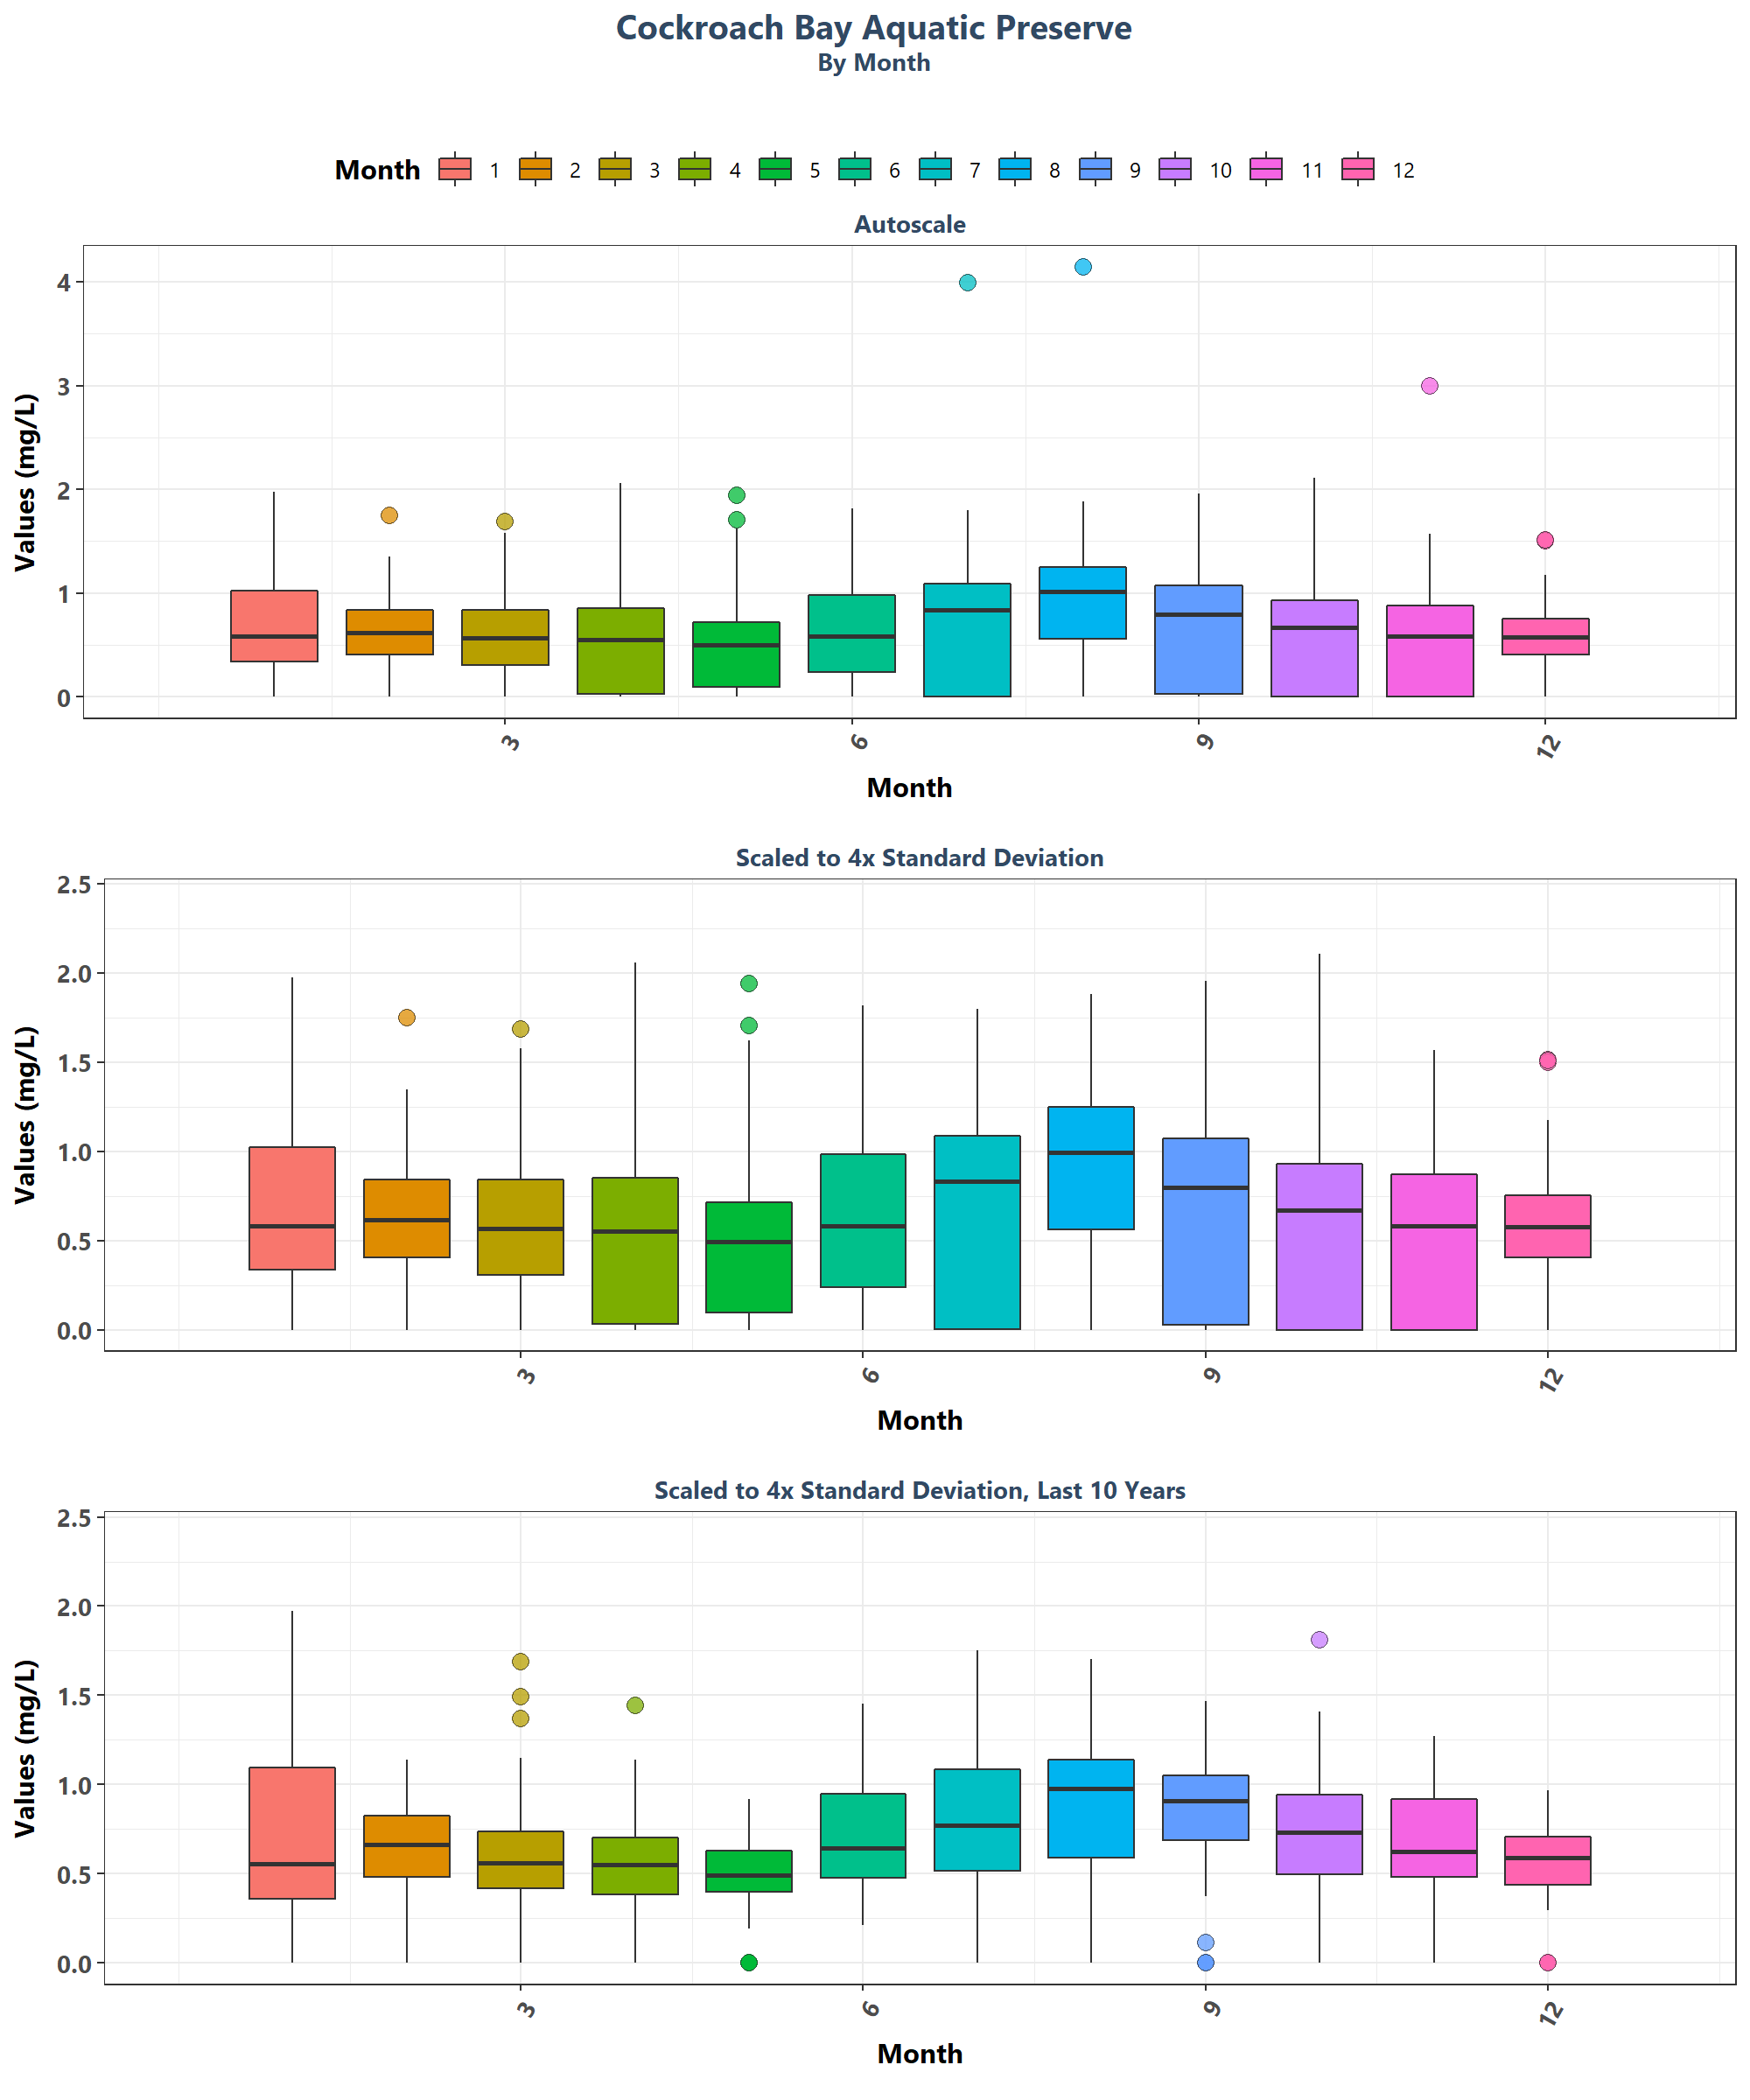 Cockroach Bay Aquatic Preserve
By Month
Month 1 2 3 4 5 6 7 8 9 10 11 12
Autoscale
Values (mg/L)
4
3
2
1
0
3 6 9 12
Month
Scaled to 4x Standard Deviation
Values (mg/L)
2.5
2.0
1.5
1.0
0.5
0.0
3 6 9 12
Month
Scaled to 4x Standard Deviation, Last 10 Years
Values (mg/L)
2.5
2.0
1.5
1.0
0.5
0.0
3 6 9 12
Month